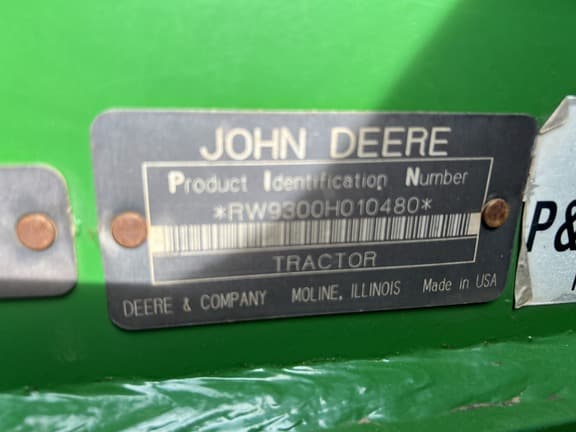 JOHN DEERE
Product Identification Number
*RW9300H010480*
TRACTOR
DEERE & COMPANY MOLINE, ILLINOIS Made in USA
P&